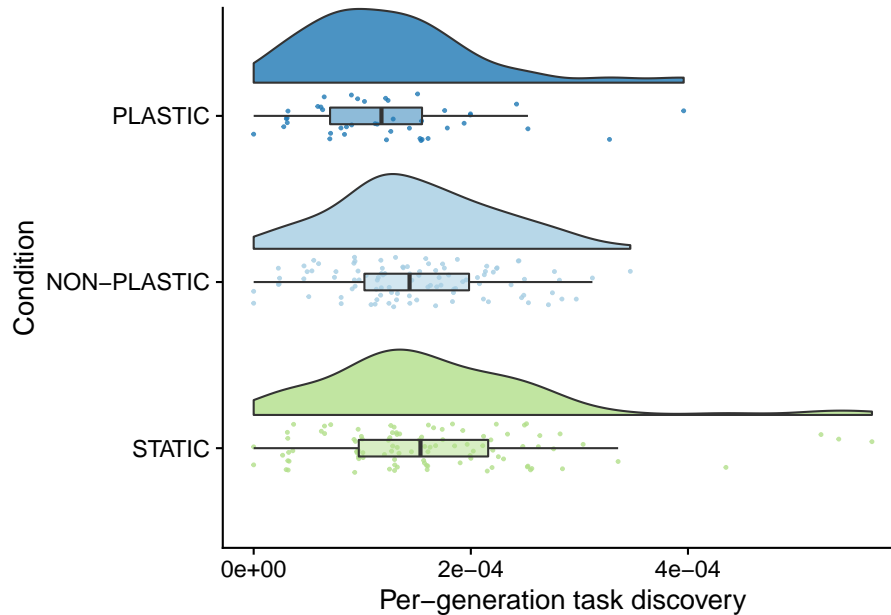 PLASTIC
NON−PLASTIC
STATIC
Condition
0e+00
2e−04
4e−04
Per−generation task discovery